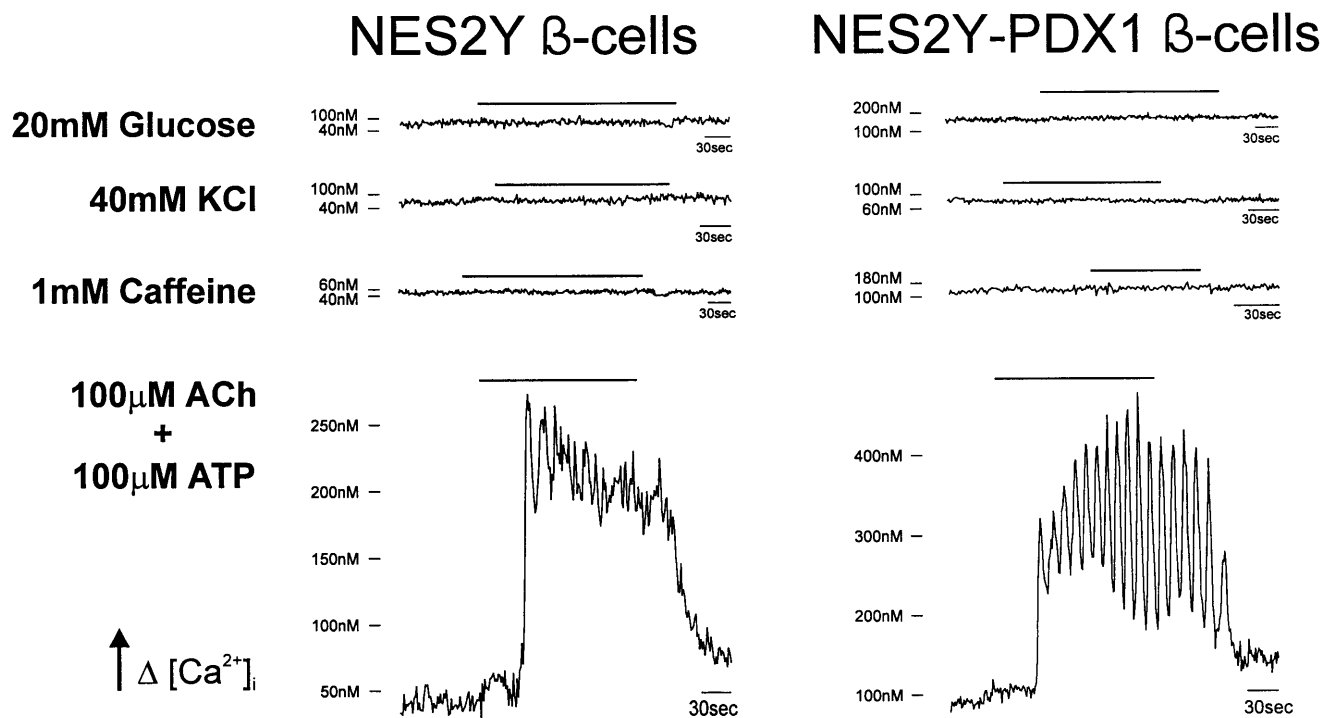 NES2Y ß-cells
NES2Y-PDX1 ß-cells
20mM Glucose
100nM
40nM
30sec
200nM
100nM
30sec
40mM KCl
100nM
40nM
30sec
100nM
60nM
30sec
1mM Caffeine
60nM
40nM
30sec
180nM
100nM
30sec
100µM ACh
+
100µM ATP
250nM
200nM
150nM
100nM
50nM
30sec
400nM
300nM
200nM
100nM
30sec
Δ [Ca²⁺]ᵢ